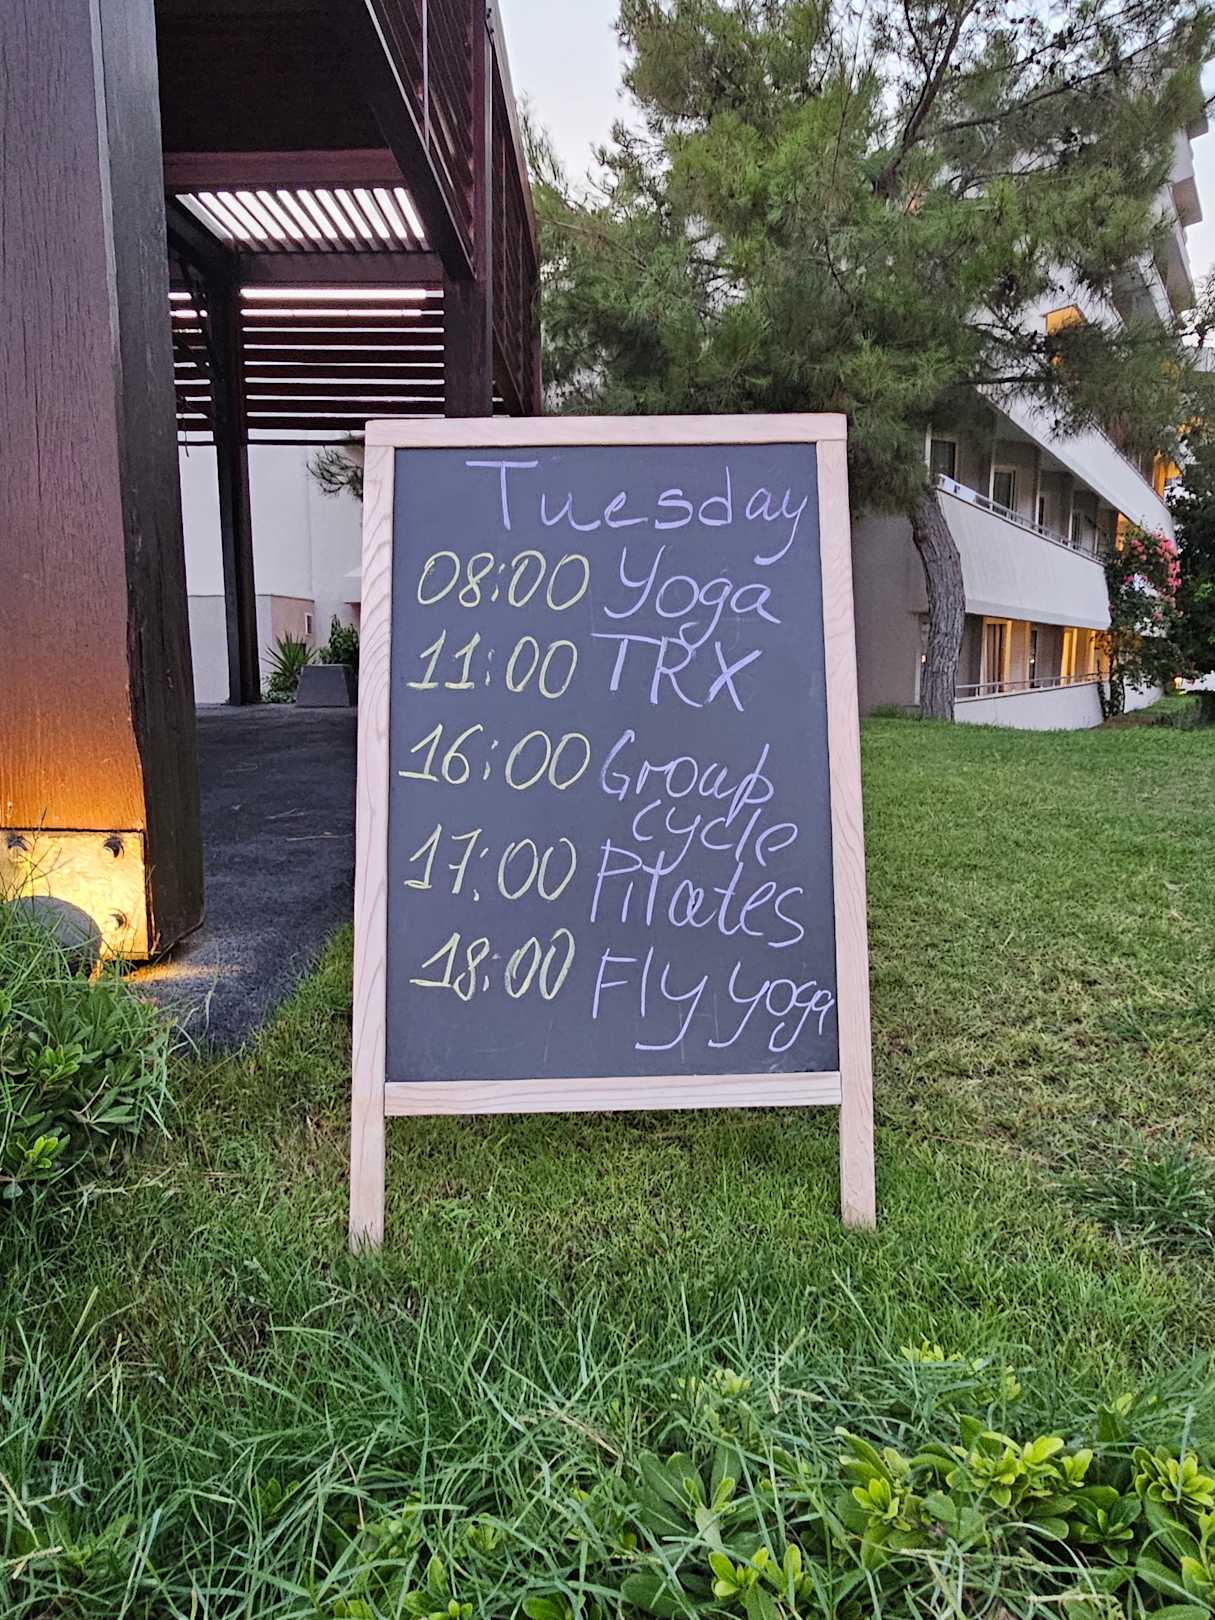 Tuesday
08:00 Yoga
11:00 TRX
16:00 Group
cycle
17:00 Pilates
18:00 Fly yoga